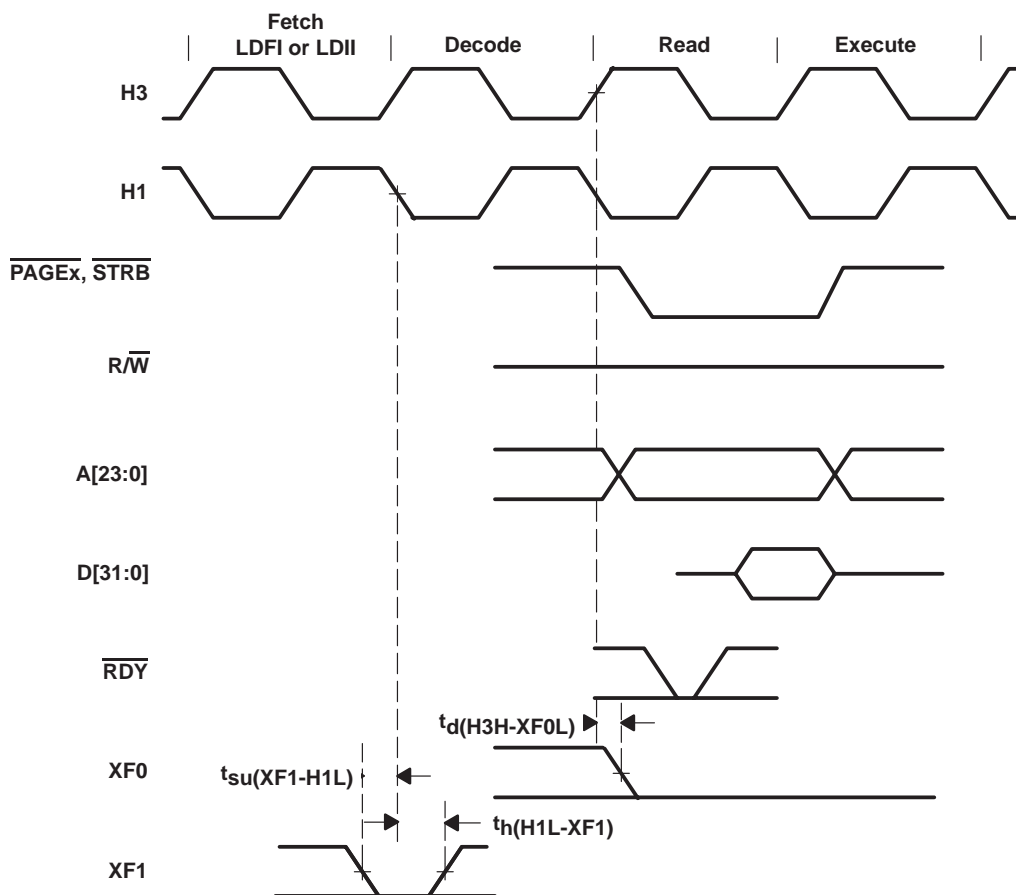 Fetch
LDFI or LDII
Decode
Read
Execute
H3
H1
PAGEx, STRB
R/W
A[23:0]
D[31:0]
RDY
td(H3H-XF0L)
XF0
tsu(XF1-H1L)
th(H1L-XF1)
XF1